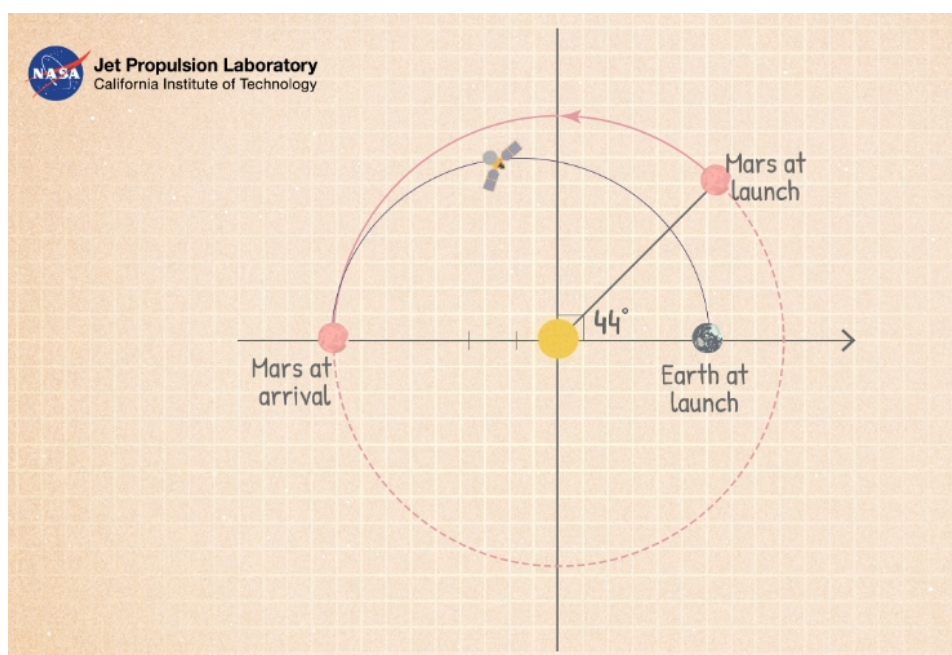 NASA
Jet Propulsion Laboratory
California Institute of Technology
Mars at
launch
44°
Mars at
arrival
Earth at
launch